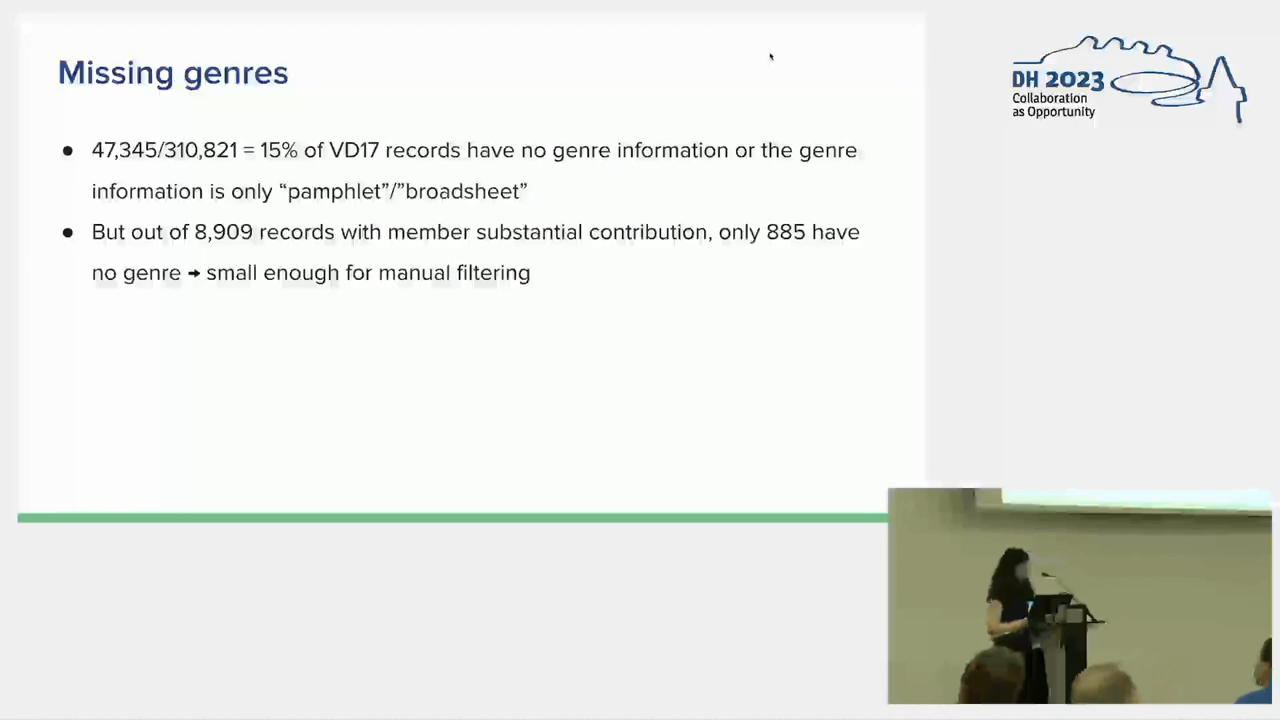 Missing genres
● 47,345/310,821 = 15% of VD17 records have no genre information or the genre
information is only “pamphlet”/”broadsheet”
● But out of 8,909 records with member substantial contribution, only 885 have
no genre → small enough for manual filtering
DH 2023
Collaboration
as Opportunity